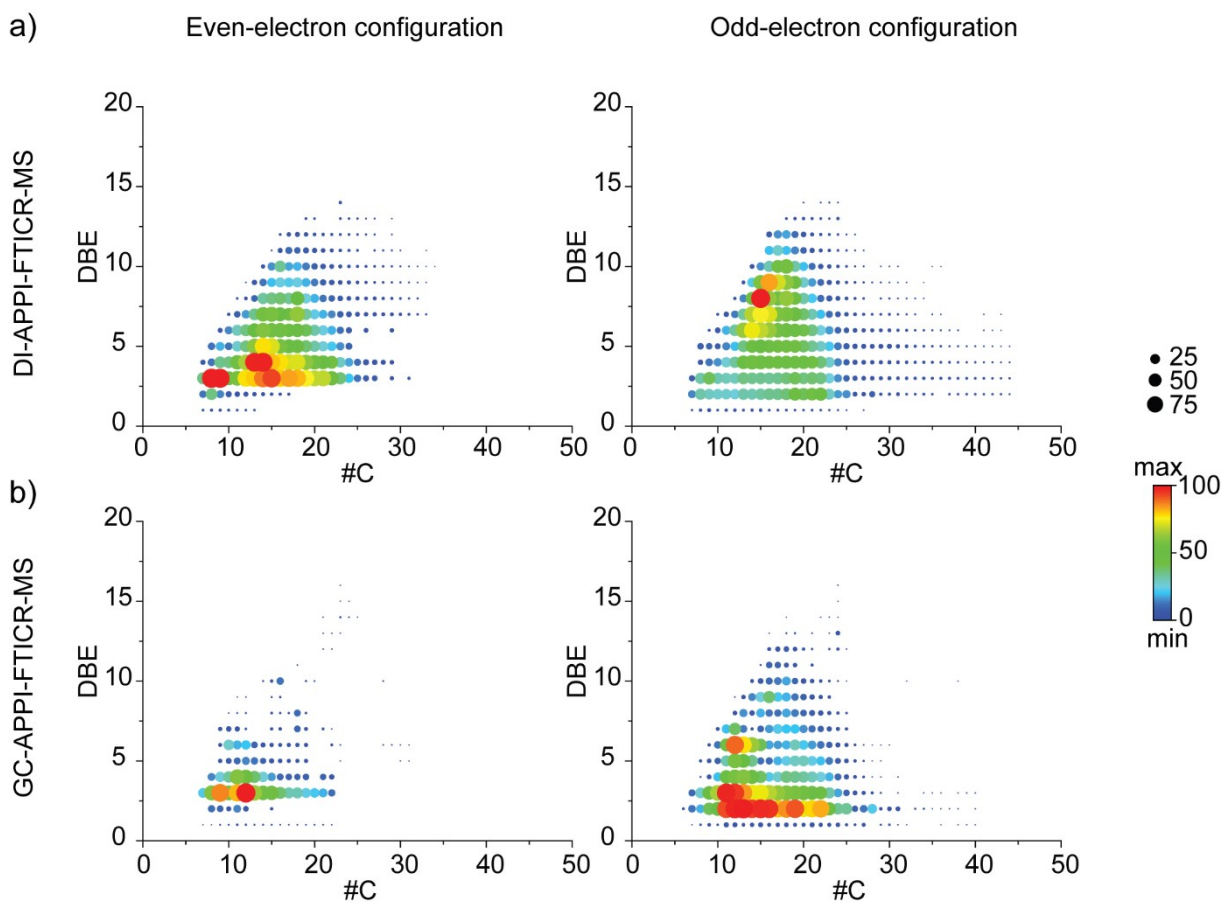 a)
Even-electron configuration
Odd-electron configuration
DI-APPI-FTICR-MS
DBE
20
15
10
5
0
0 10 20 30 40 50
#C
DBE
20
15
10
5
0
0 10 20 30 40 50
#C
25
50
75
max
100
50
0
min
b)
GC-APPI-FTICR-MS
DBE
20
15
10
5
0
0 10 20 30 40 50
#C
DBE
20
15
10
5
0
0 10 20 30 40 50
#C